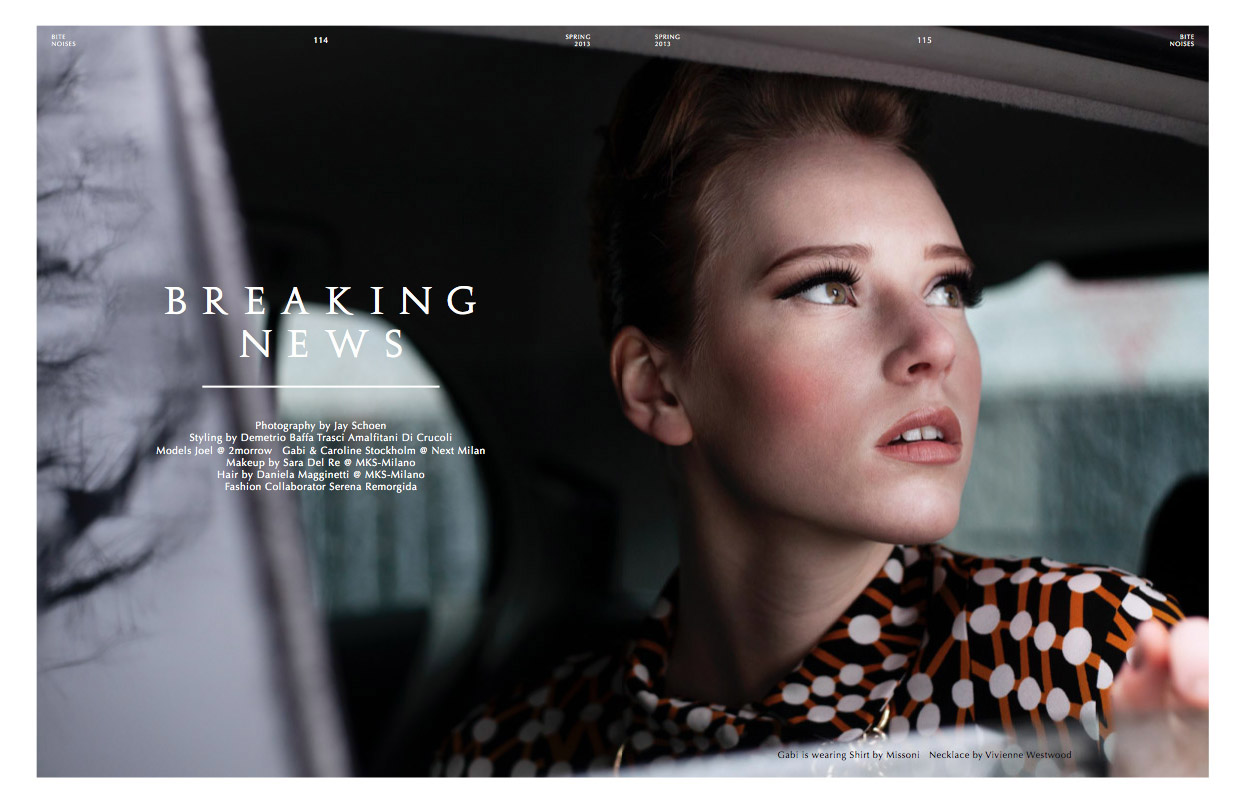 BITE
NOISES
114
SPRING
2013
SPRING
2013
115
BITE
NOISES
BREAKING
NEWS
Photography by Jay Schoen
Styling by Demetrio Baffa Trasci Amalfitani Di Crucoli
Models Joel @ 2morrow Gabi & Caroline Stockholm @ Next Milan
Makeup by Sara Del Re @ MKS-Milano
Hair by Daniela Magginetti @ MKS-Milano
Fashion Collaborator Serena Remorgida
Gabi is wearing Shirt by Missoni Necklace by Vivienne Westwood